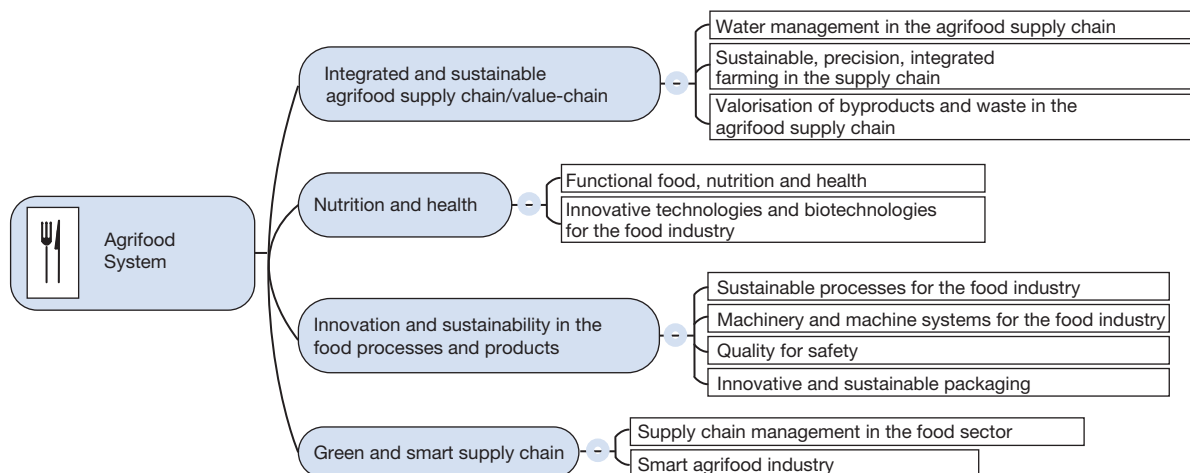 Agrifood
System
Integrated and sustainable
agrifood supply chain/value-chain
Water management in the agrifood supply chain
Sustainable, precision, integrated
farming in the supply chain
Valorisation of byproducts and waste in the
agrifood supply chain
Nutrition and health
Functional food, nutrition and health
Innovative technologies and biotechnologies
for the food industry
Innovation and sustainability in the
food processes and products
Sustainable processes for the food industry
Machinery and machine systems for the food industry
Quality for safety
Innovative and sustainable packaging
Green and smart supply chain
Supply chain management in the food sector
Smart agrifood industry